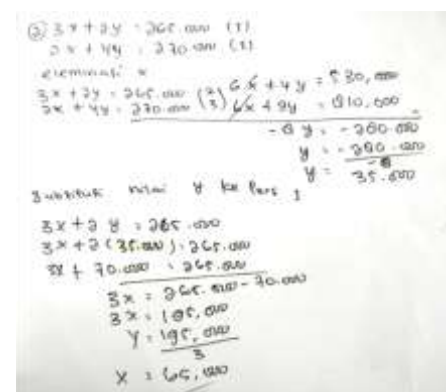 ② 3x + 2y = 265.000 (1)
2x + 4y = 270.000 (2)
eleminasi x
3x + 2y = 265.000 (2) 6x + 4y = 530,000
2x + 4y = 270.000 (3) 6x + 12y = 810.000
- 8y = - 280.000
y = - 280.000
- 8
y = 35.000
Substitusi nilai y ke Pers 1
3x + 2y = 265.000
3x + 2(35.000) = 265.000
3x + 70.000 = 265.000
3x = 265.000 - 70.000
3x = 195,000
Y = 195,000
3
X = 65,000